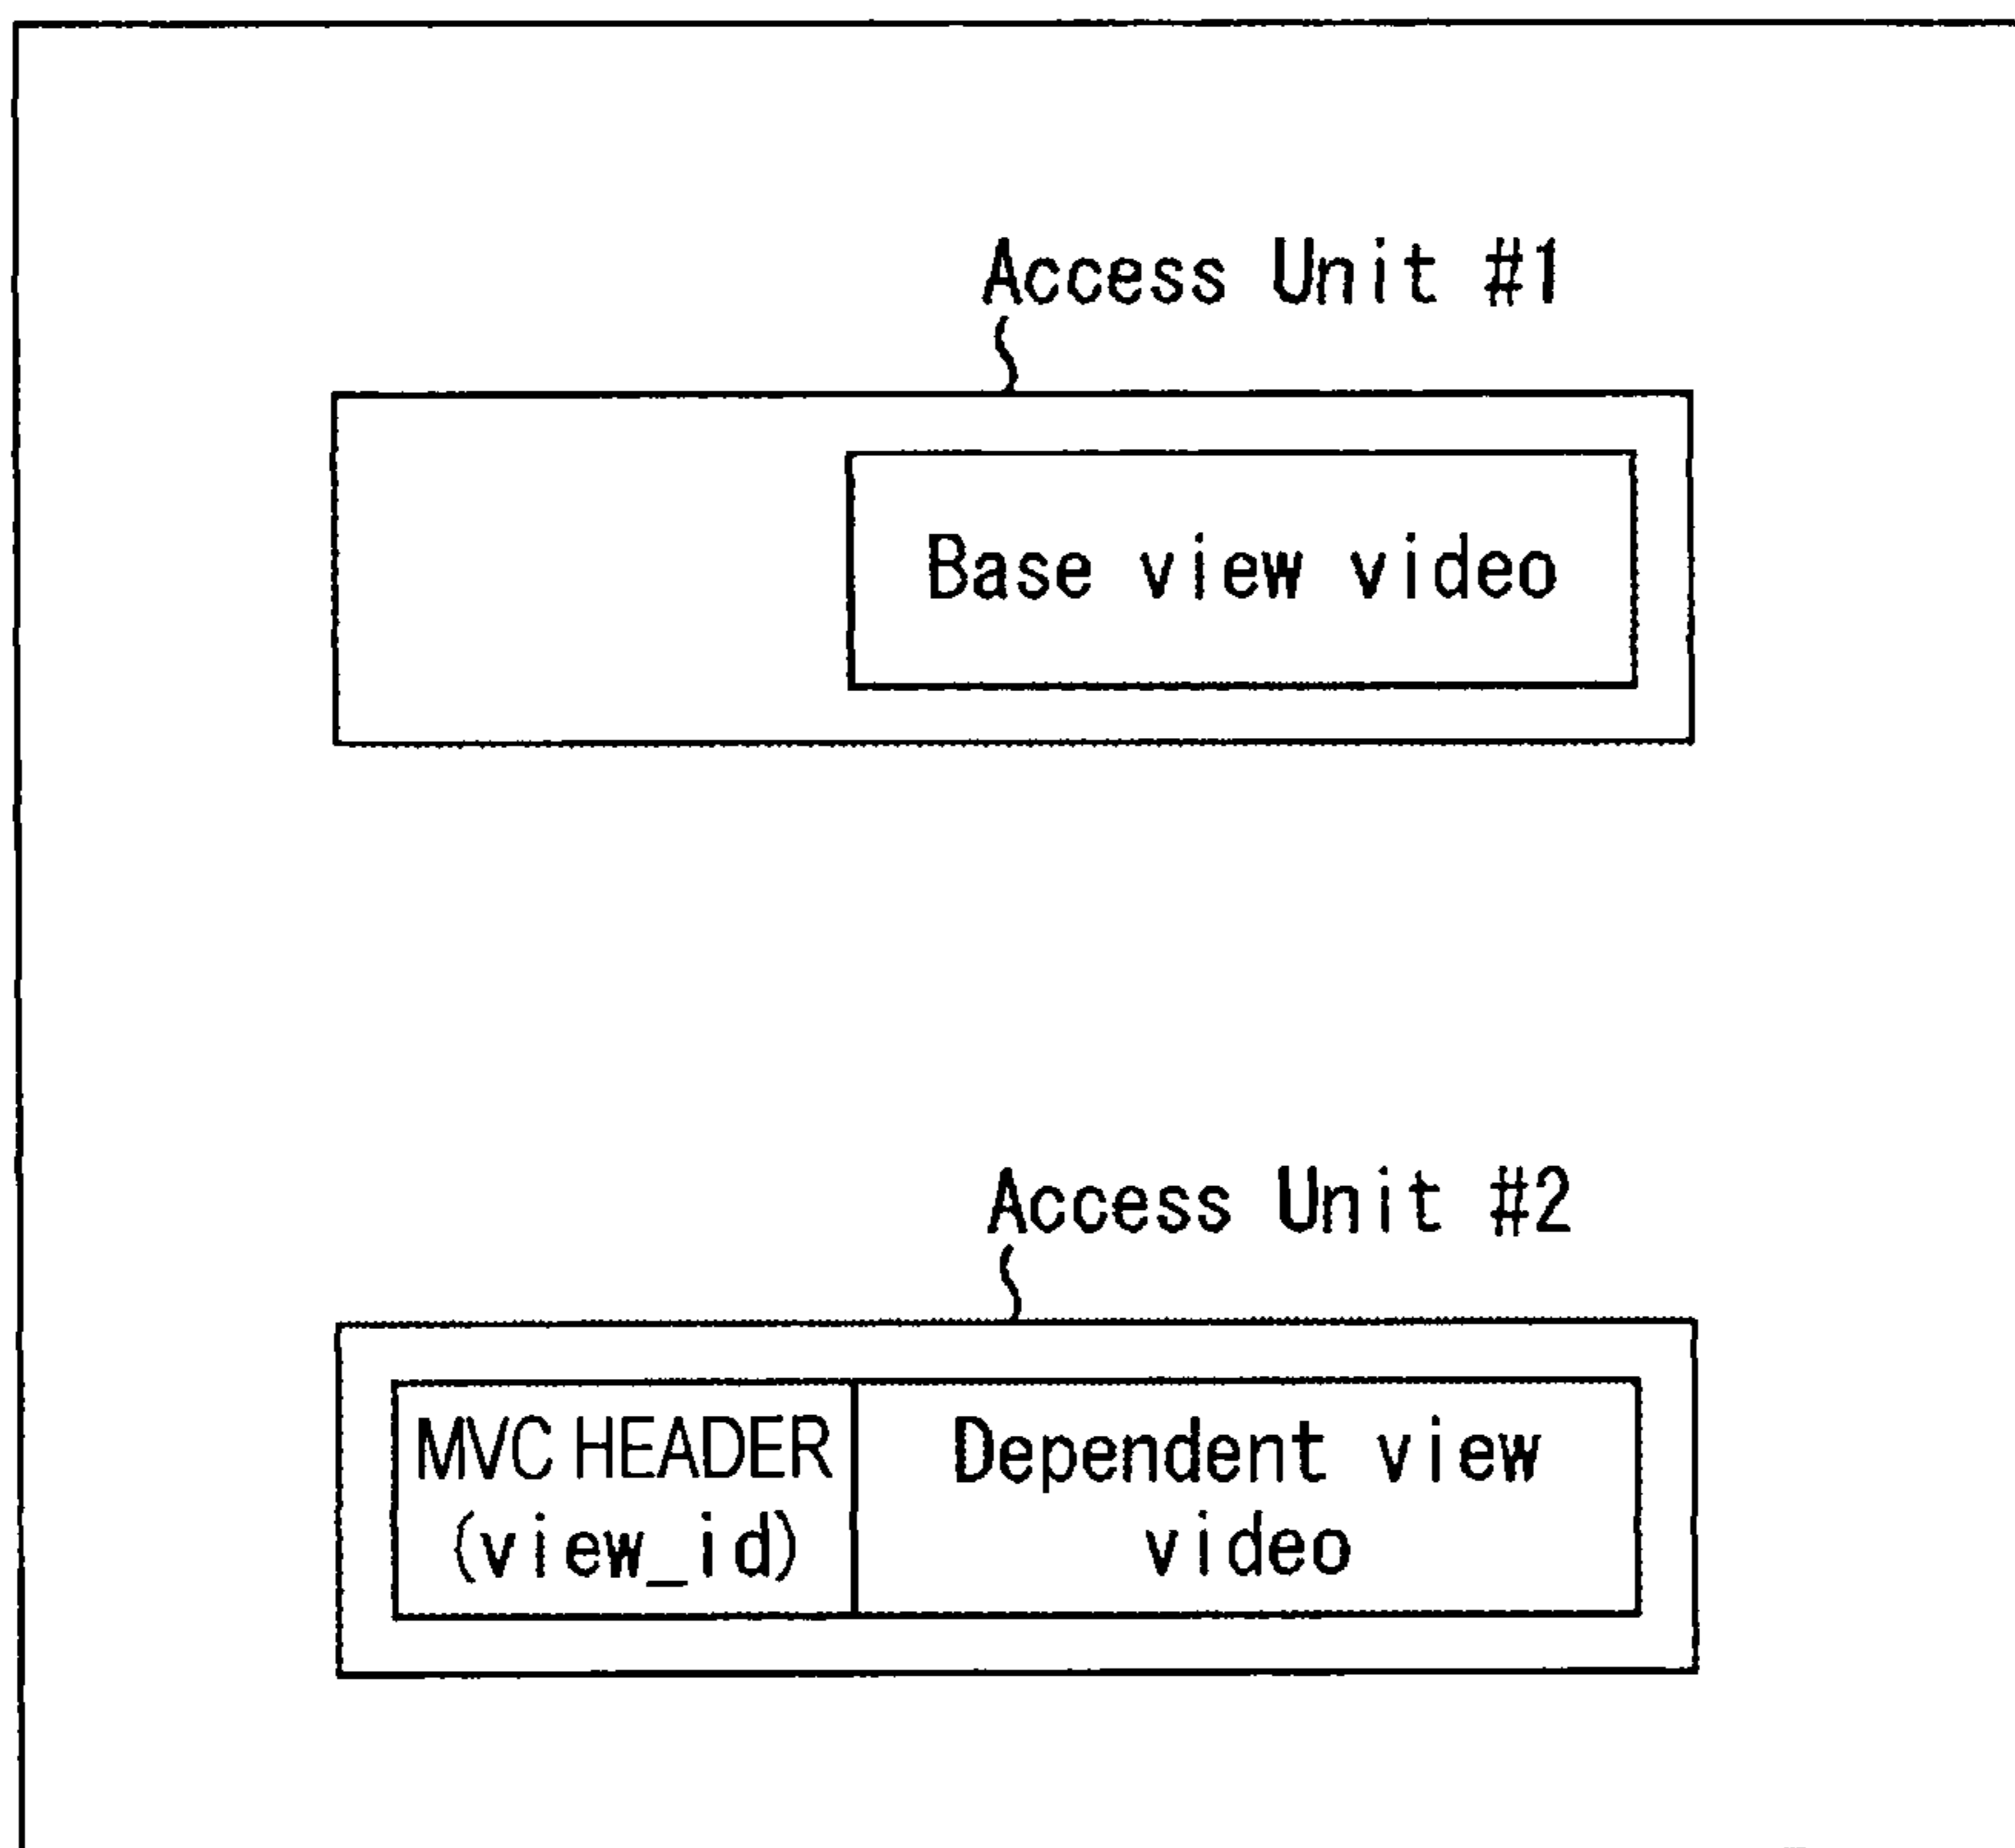 Access Unit #1
Base view video
Access Unit #2
MVC HEADER
(view_id)
Dependent view
video